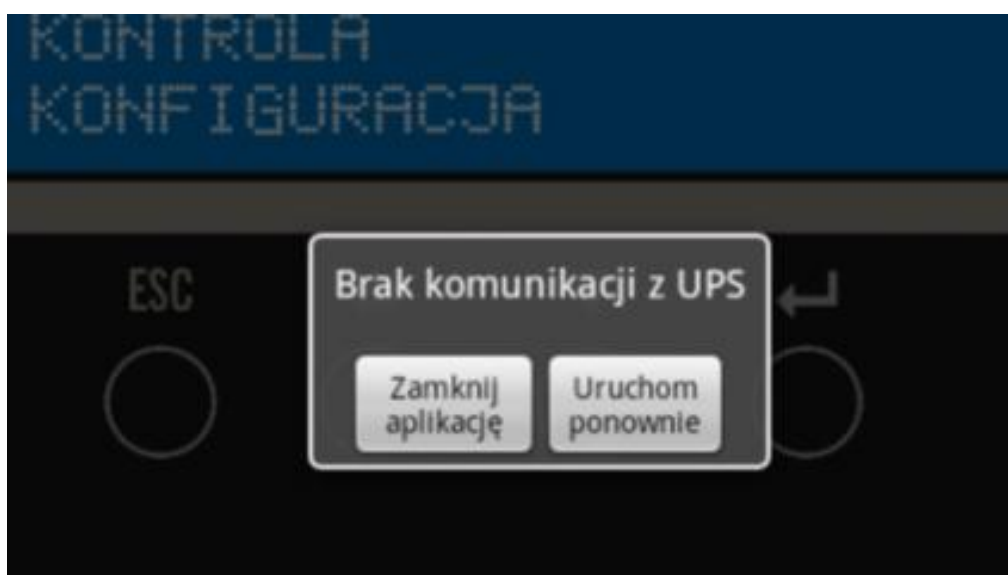 KONTROLA
KONFIGURACJA
ESC
Brak komunikacji z UPS
Zamknij
aplikację
Uruchom
ponownie